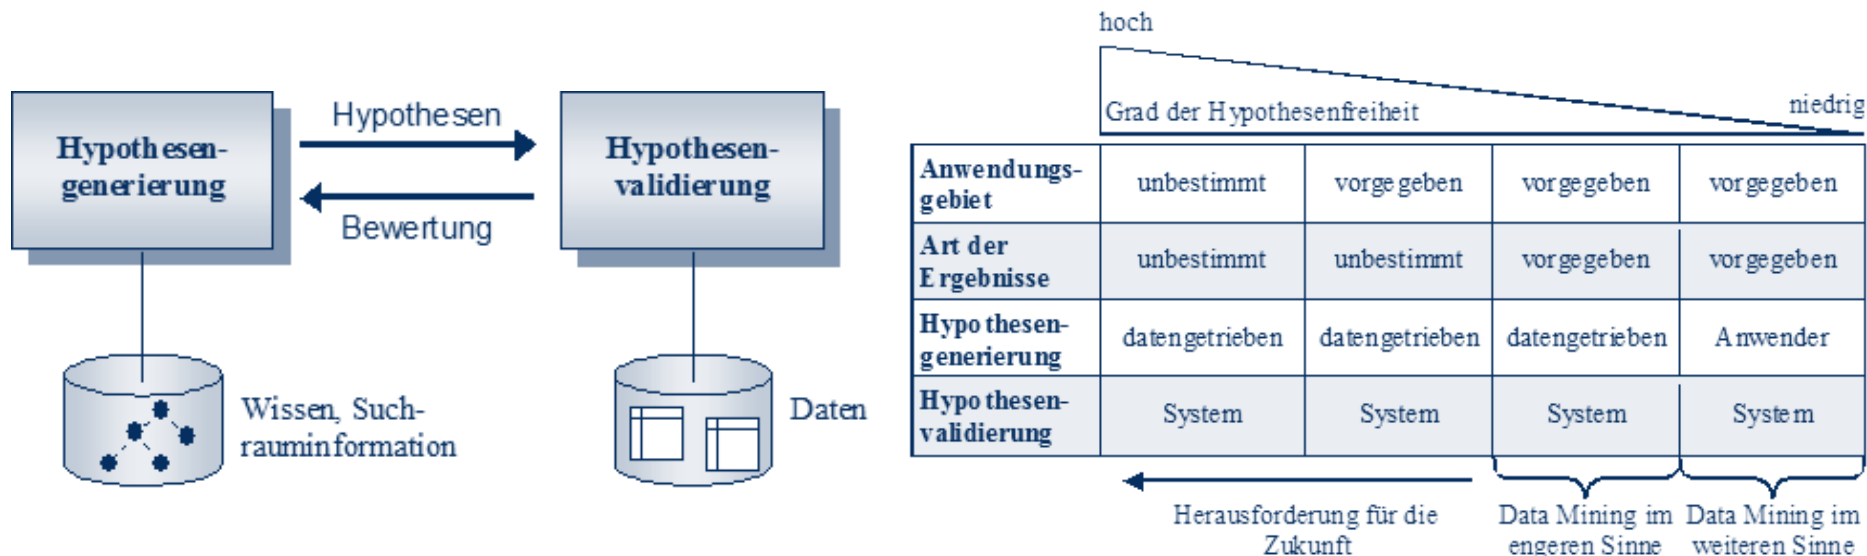 Hypothesen-
generierung
Hypothesen
Bewertung
Hypothesen-
validierung
Wissen, Such-
rauminformation
Daten
hoch
Grad der Hypothesenfreiheit
niedrig
Anwendungs-
gebiet
unbestimmt
vorgegeben
vorgegeben
vorgegeben
Art der
Ergebnisse
unbestimmt
unbestimmt
vorgegeben
vorgegeben
Hypothesen-
generierung
datengetrieben
datengetrieben
datengetrieben
Anwender
Hypothesen-
validierung
System
System
System
System
Herausforderung für die
Zukunft
Data Mining im
engeren Sinne
Data Mining im
weiteren Sinne